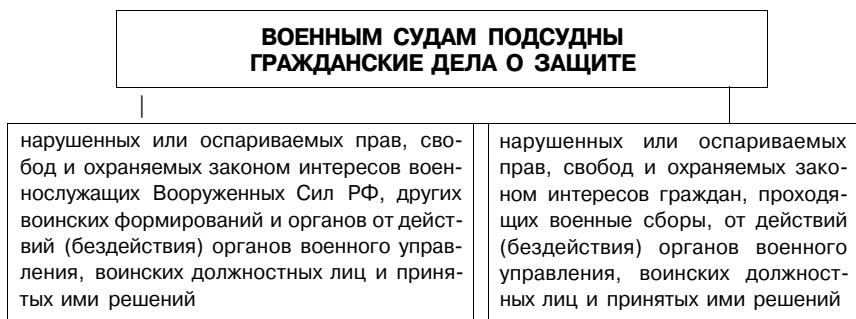 ВОЕННЫМ СУДАМ ПОДСУДНЫ
ГРАЖДАНСКИЕ ДЕЛА О ЗАЩИТЕ
нарушенных или оспариваемых прав, сво-
бод и охраняемых законом интересов воен-
нослужащих Вооруженных Сил РФ, других
воинских формирований и органов от дейст-
вий (бездействия) органов военного управ-
ления, воинских должностных лиц и приня-
тых ими решений
нарушенных или оспариваемых
прав, свобод и охраняемых зако-
ном интересов граждан, проходя-
щих военные сборы, от действий
(бездействия) органов военного
управления, воинских должност-
ных лиц и принятых ими решений